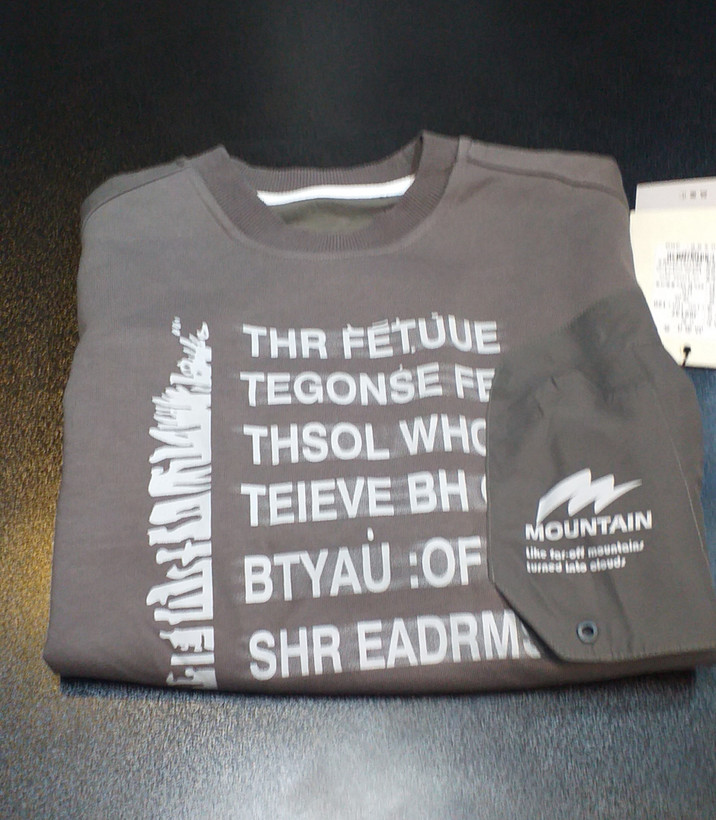 THR FETUUE
TEGONSE FE
THSOL WHO
TEIEVE BH
BTYAU :OF
SHR EADRMS
MOUNTAIN
like far-off mountains
turned into clouds